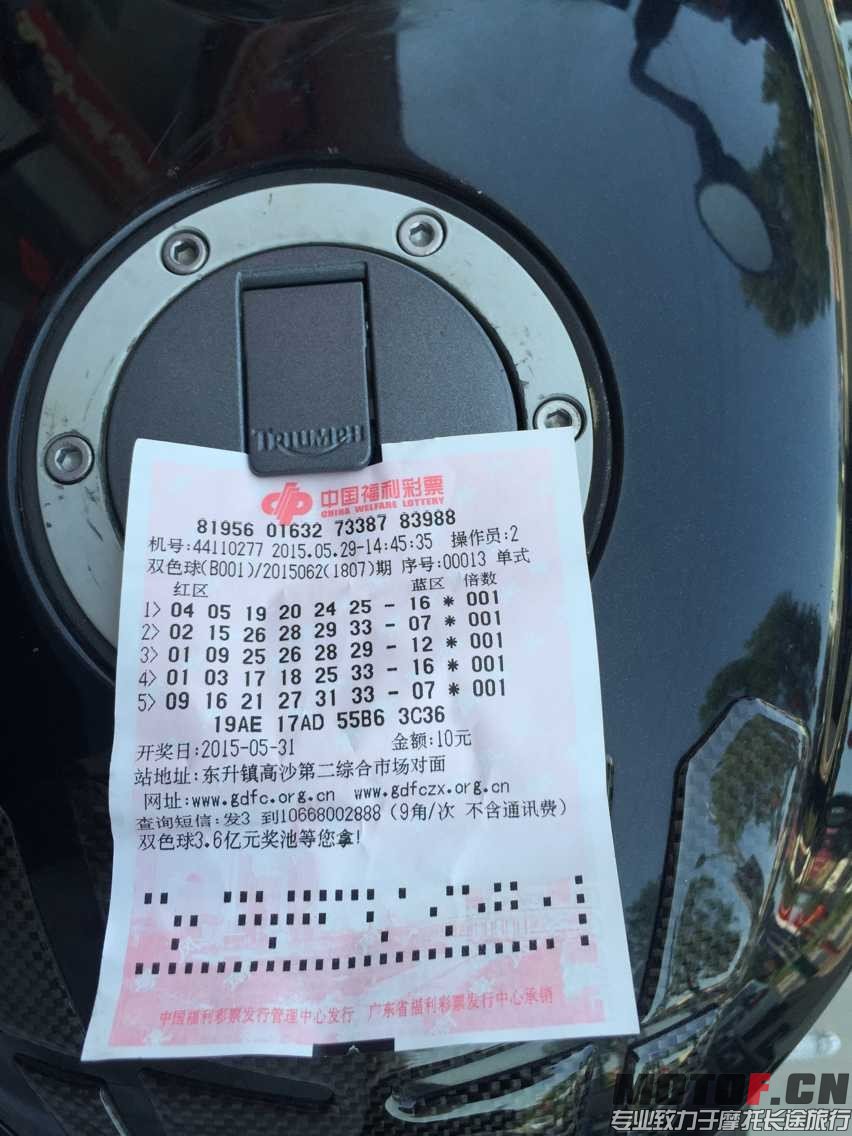 TRIUMPH
中国福利彩票
CHINA WELFARE LOTTERY
81956 01632 73387 83988
机号:44110277 2015.05.29-14:45:35 操作员:2
双色球(B001)/2015062(1807)期 序号:00013 单式
红区 蓝区 倍数
1> 04 05 19 20 24 25 - 16 * 001
2> 02 15 26 28 29 33 - 07 * 001
3> 01 09 25 26 28 29 - 12 * 001
4> 01 03 17 18 25 33 - 16 * 001
5> 09 16 21 27 31 33 - 07 * 001
19AE 17AD 55B6 3C36
开奖日:2015-05-31 金额:10元
站地址:东升镇高沙第二综合市场对面
网址:www.gdfc.org.cn www.gdfczx.org.cn
查询短信:发3 到10668002888(9角/次 不含通讯费)
双色球3.6亿元奖池等您拿!
中国福利彩票发行管理中心发行 广东省福利彩票发行中心承销
MOTOF.CN
专业致力于摩托长途旅行